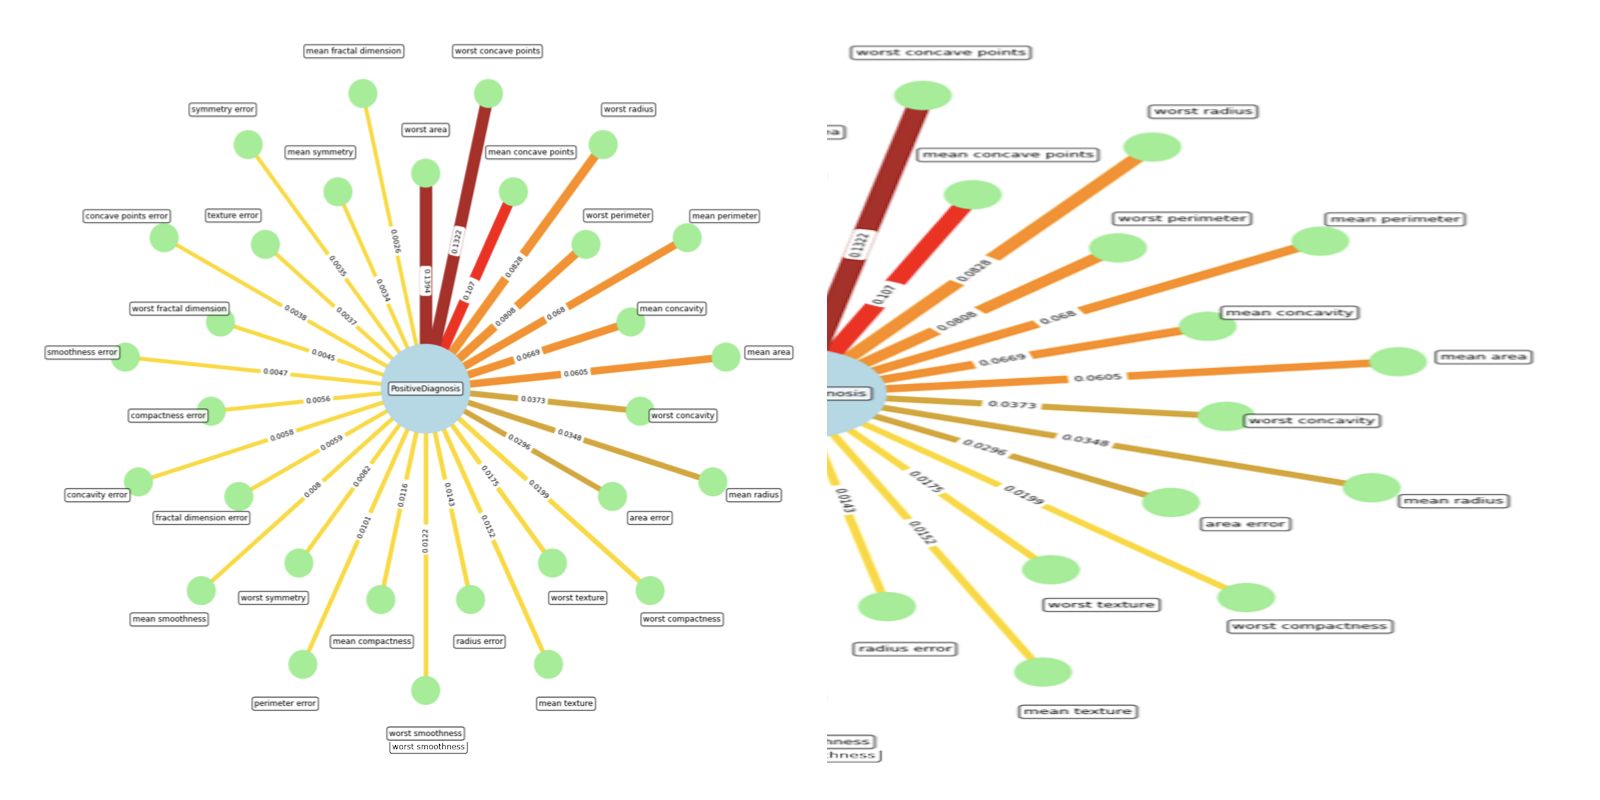 mean fractal dimension
worst concave points
symmetry error
worst radius
worst area
mean symmetry
mean concave points
concave points error
texture error
worst perimeter
mean perimeter
0.0026
0.1322
0.0035
0.0828
0.1394
0.0034
0.107
worst fractal dimension
mean concavity
0.0038
0.0037
0.0808
0.068
smoothness error
mean area
0.0045
0.0669
0.0047
0.0605
PositiveDiagnosis
compactness error
0.0056
0.0373
worst concavity
0.0058
0.0059
0.0296
0.0348
concavity error
mean radius
0.008
0.0082
0.0116
0.0143
0.0175
0.0199
fractal dimension error
area error
0.0101
0.0122
0.0152
worst symmetry
worst texture
mean smoothness
worst compactness
mean compactness
radius error
perimeter error
mean texture
worst smoothness
worst smoothness
worst concave points
worst radius
ea
mean concave points
worst perimeter
mean perimeter
0.1322
0.0828
0.107
mean concavity
0.0808
0.068
0.0669
mean area
0.0605
nosis
0.0373
worst concavity
0.0348
0.0296
mean radius
0.0143
0.0175
0.0199
area error
0.0152
worst texture
worst compactness
radius error
mean texture
hness
thness